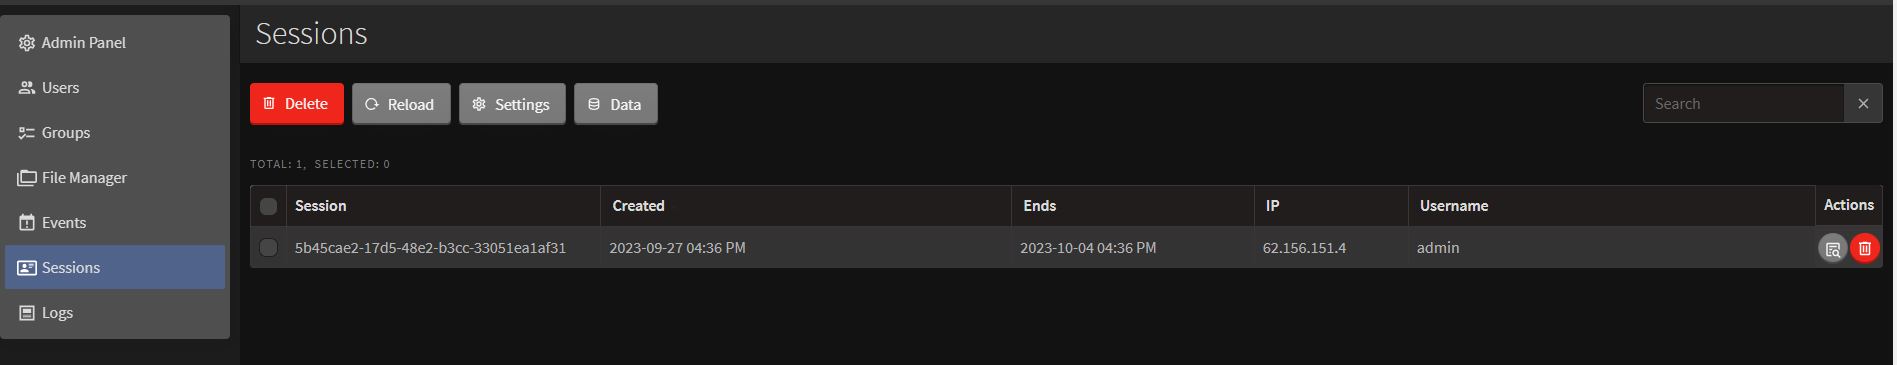 Admin Panel
Users
Groups
File Manager
Events
Sessions
Logs
Sessions
Delete Reload Settings Data Search
TOTAL: 1, SELECTED: 0
Session Created Ends IP Username Actions
5b45cae2-17d5-48e2-b3cc-33051ea1af31 2023-09-27 04:36 PM 2023-10-04 04:36 PM 62.156.151.4 admin